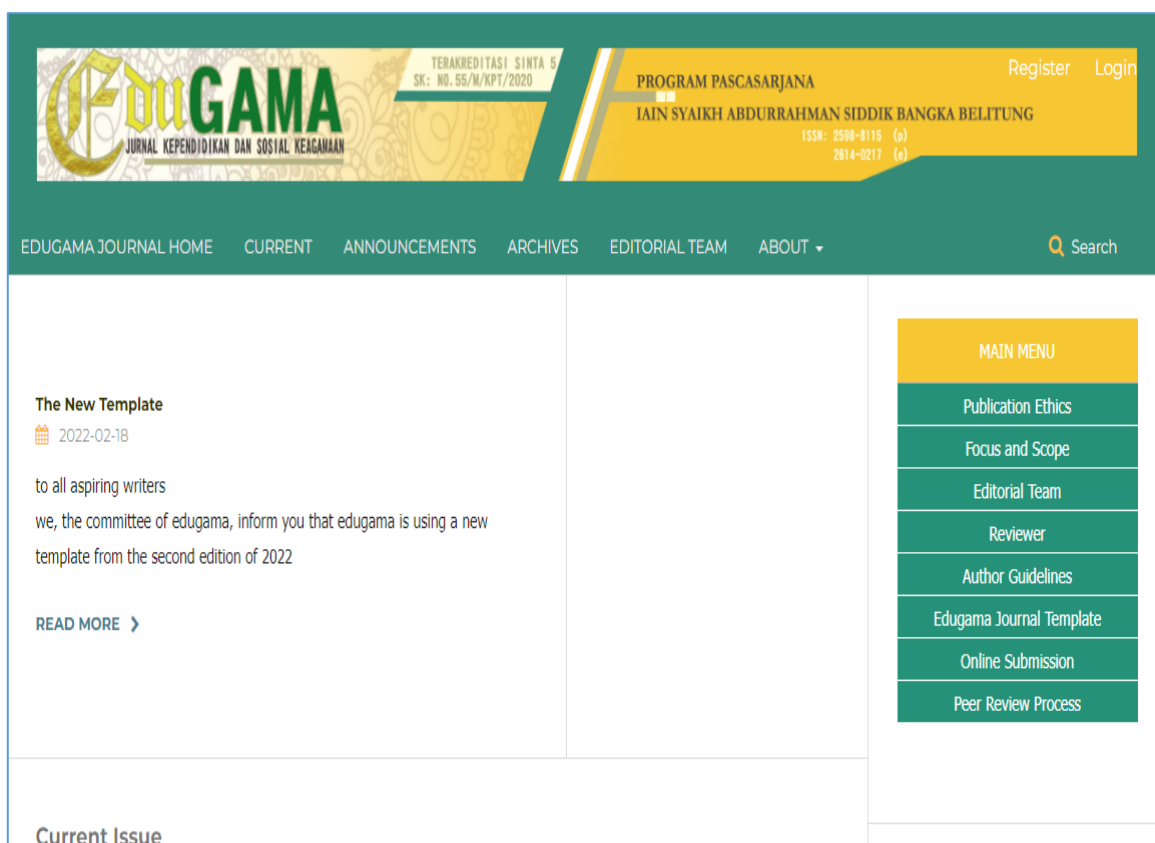 EduGAMA
JURNAL KEPENDIDIKAN DAN SOSIAL KEAGAMAAN
TERAKREDITASI SINTA 5
SK: NO.55/M/KPT/2020
PROGRAM PASCASARJANA
IAIN SYAIKH ABDURRAHMAN SIDDIK BANGKA BELITUNG
ISSN: 2598-8115 (p)
2614-0217 (e)
Register Login
EDUGAMA JOURNAL HOME CURRENT ANNOUNCEMENTS ARCHIVES EDITORIAL TEAM ABOUT Search
The New Template
2022-02-18
to all aspiring writers
we, the committee of edugama, inform you that edugama is using a new
template from the second edition of 2022
READ MORE
MAIN MENU
Publication Ethics
Focus and Scope
Editorial Team
Reviewer
Author Guidelines
Edugama Journal Template
Online Submission
Peer Review Process
Current Issue